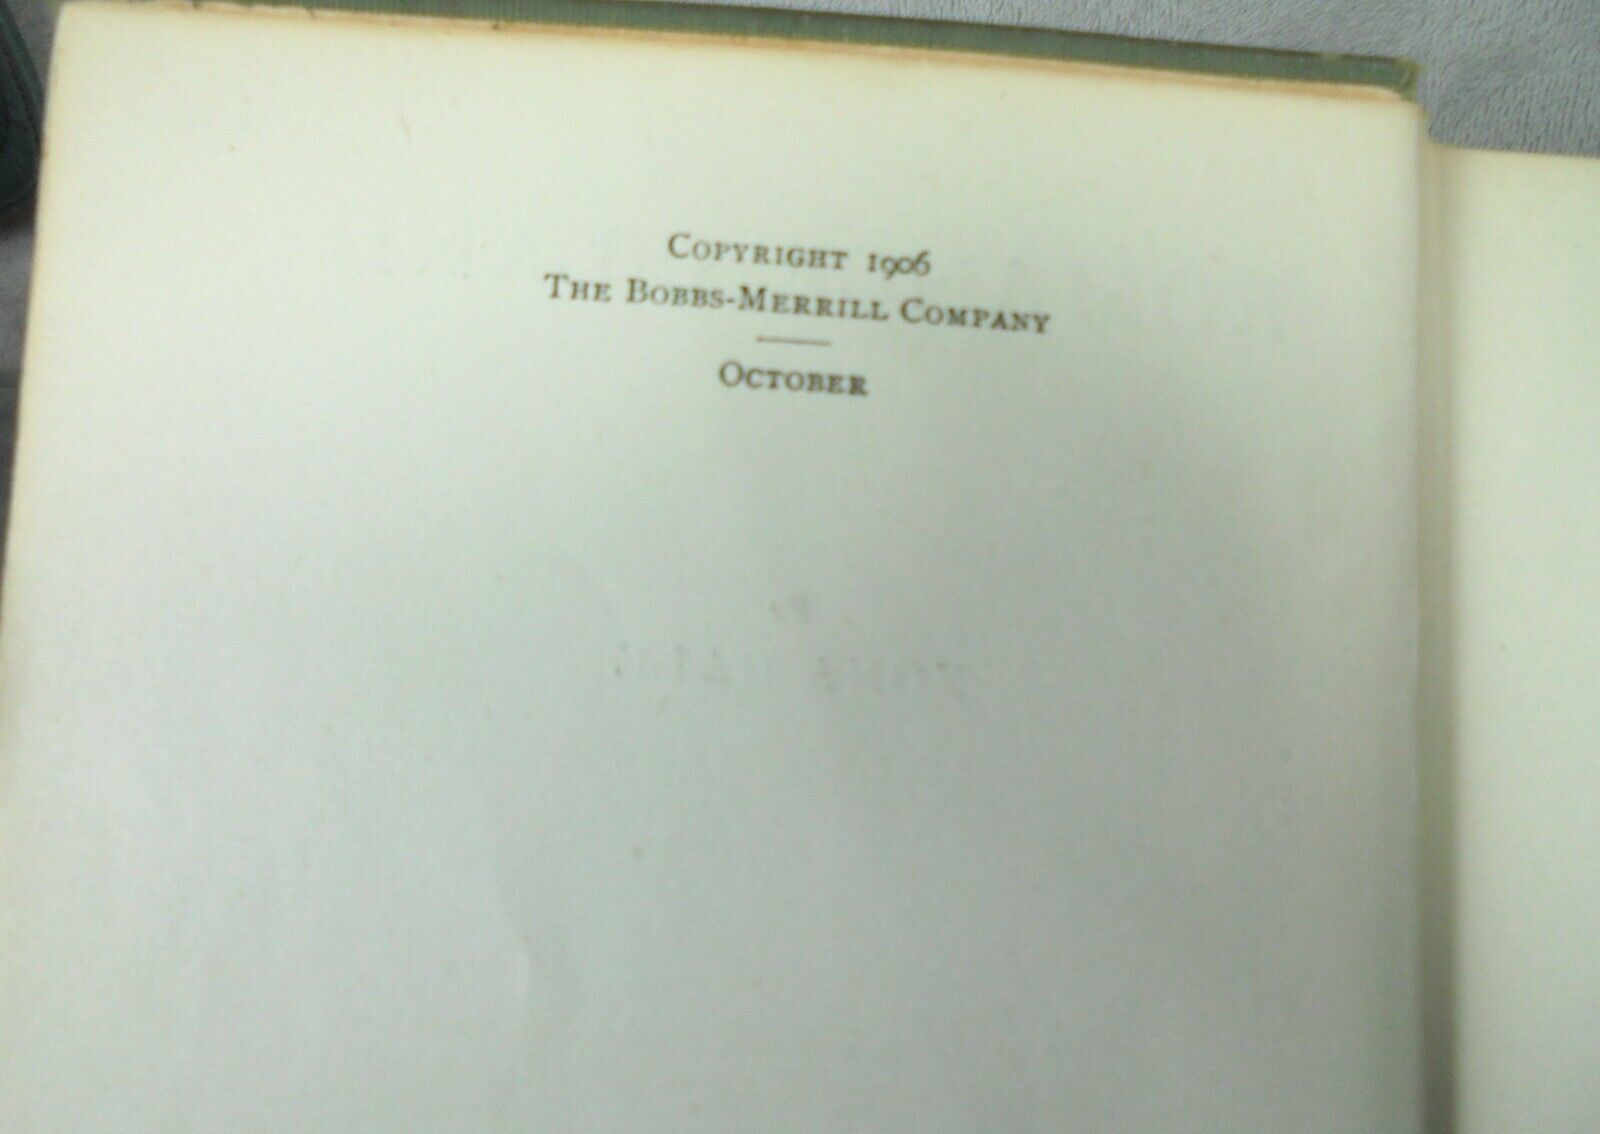 COPYRIGHT 1906
THE BOBBS-MERRILL COMPANY
OCTOBER